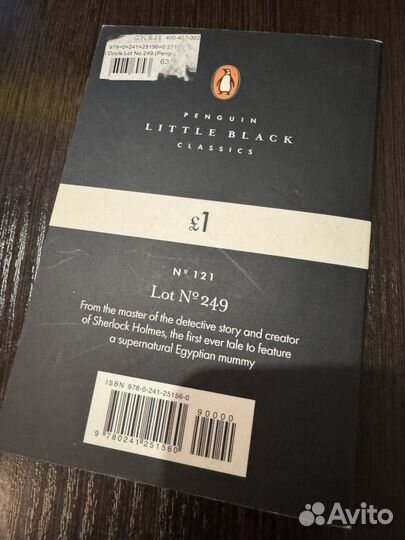 978-0-241-25156-0 271
Doyle.Lot No.249 (Pengu
63
PENGUIN
LITTLE BLACK
CLASSICS
£1
Nº 121
Lot Nº 249
From the master of the detective story and creator
of Sherlock Holmes, the first ever tale to feature
a supernatural Egyptian mummy
ISBN 978-0-241-25156-0
90000
9 780241 251560
Avito